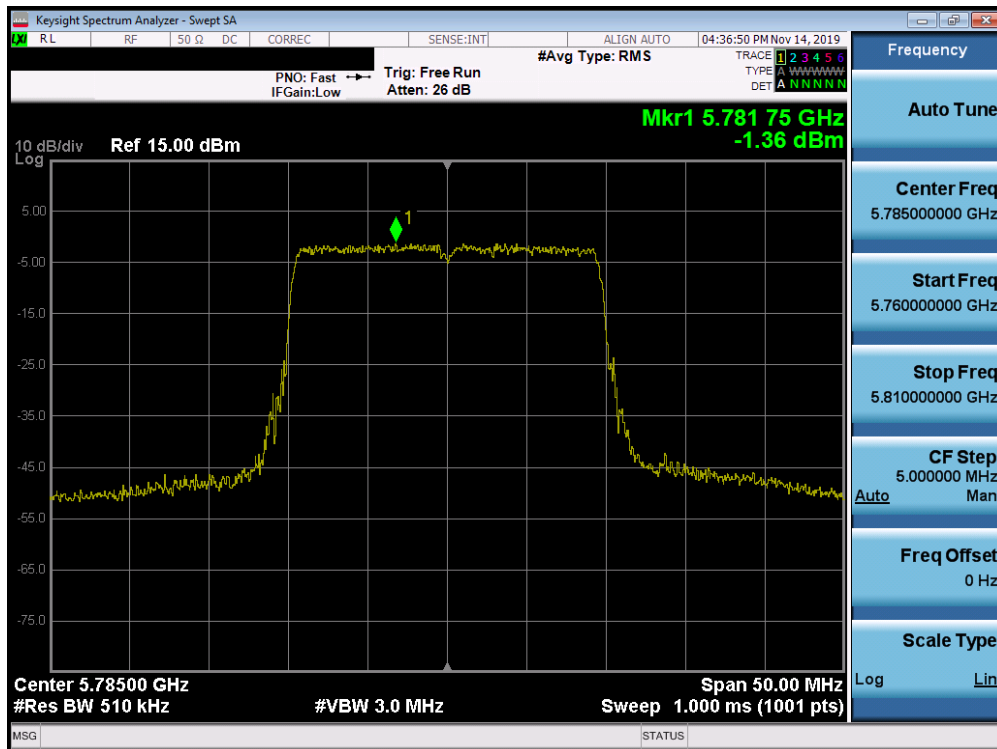 Keysight Spectrum Analyzer - Swept SA
LXI RL RF 50 Ω DC CORREC SENSE:INT ALIGN AUTO 04:36:50 PM Nov 14, 2019
#Avg Type: RMS TRACE 1 2 3 4 5 6
PNO: Fast Trig: Free Run TYPE A WWWWW
IFGain:Low Atten: 26 dB DET A N N N N N
Mkr1 5.781 75 GHz
-1.36 dBm
10 dB/div Ref 15.00 dBm
Log
1
5.00
-5.00
-15.0
-25.0
-35.0
-45.0
-55.0
-65.0
-75.0
Center 5.78500 GHz Span 50.00 MHz
#Res BW 510 kHz #VBW 3.0 MHz Sweep 1.000 ms (1001 pts)
MSG STATUS
Frequency
Auto Tune
Center Freq
5.785000000 GHz
Start Freq
5.760000000 GHz
Stop Freq
5.810000000 GHz
CF Step
5.000000 MHz
Auto Man
Freq Offset
0 Hz
Scale Type
Log Lin